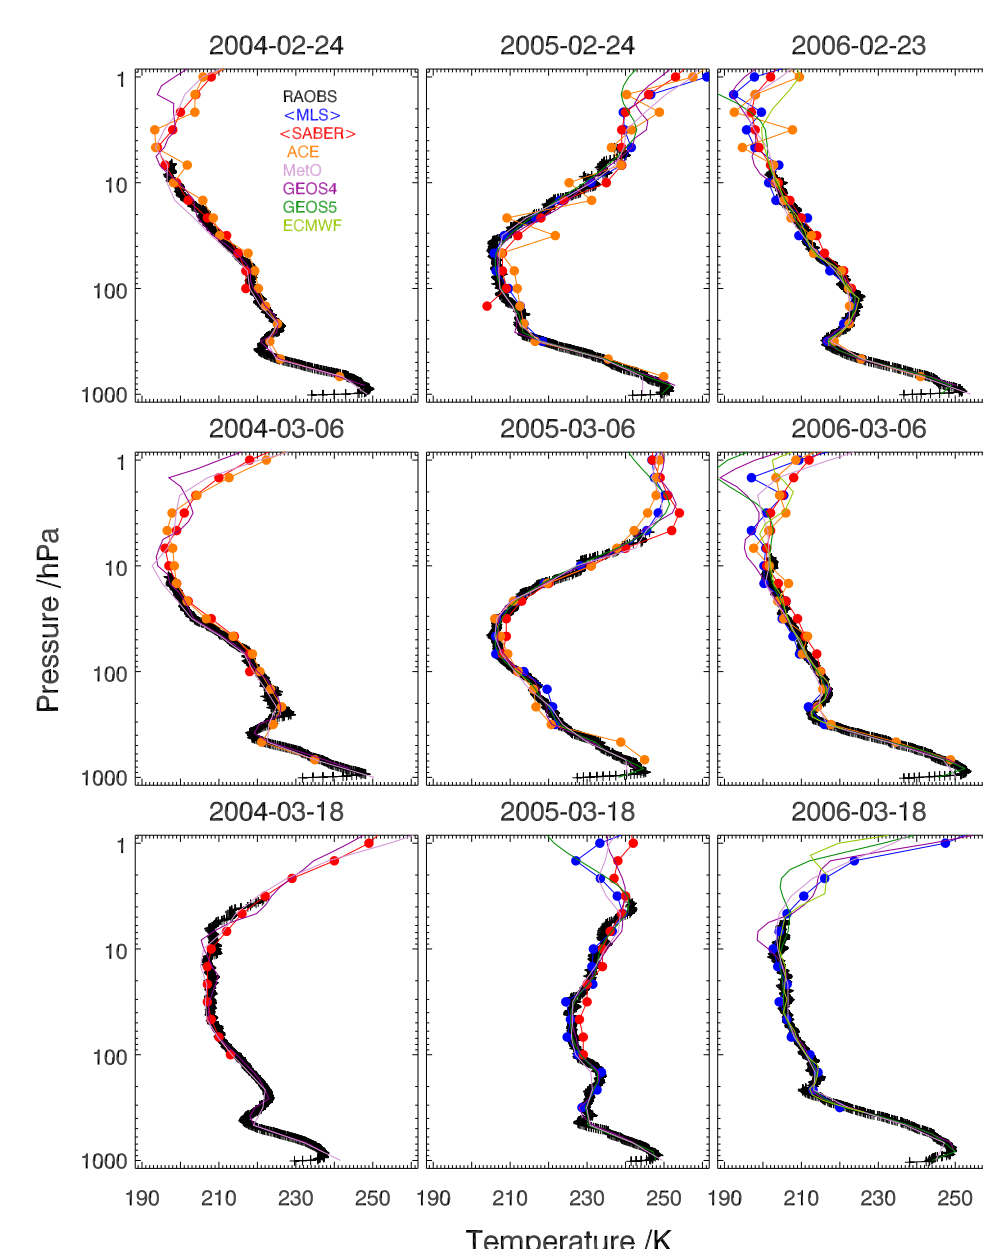 2004-02-24 2005-02-24 2006-02-23
1
10
100
1000
RAOBS
<MLS>
<SABER>
ACE
MetO
GEOS4
GEOS5
ECMWF
2004-03-06 2005-03-06 2006-03-06
1
10
100
1000
Pressure /hPa
2004-03-18 2005-03-18 2006-03-18
1
10
100
1000
190 210 230 250 190 210 230 250 190 210 230 250
Temperature /K